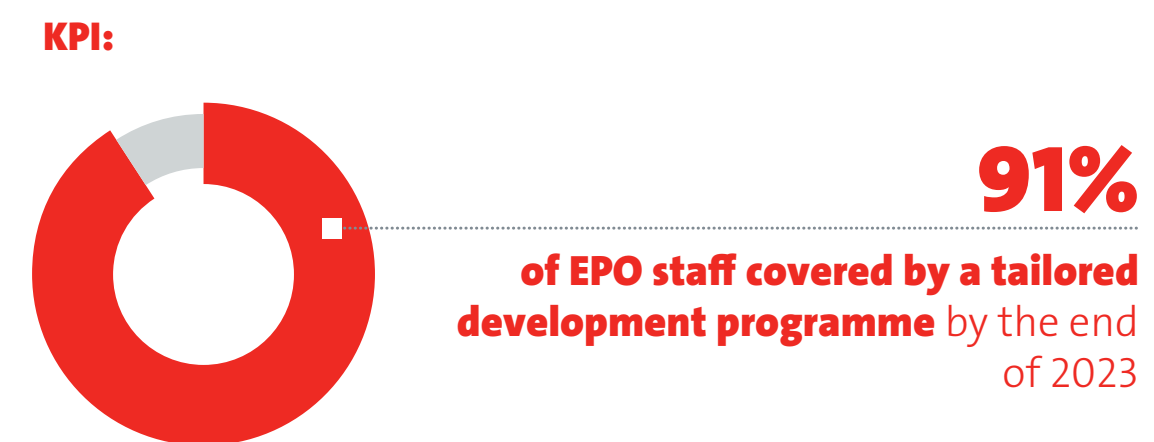 KPI:
91%
of EPO staff covered by a tailored
development programme by the end
of 2023